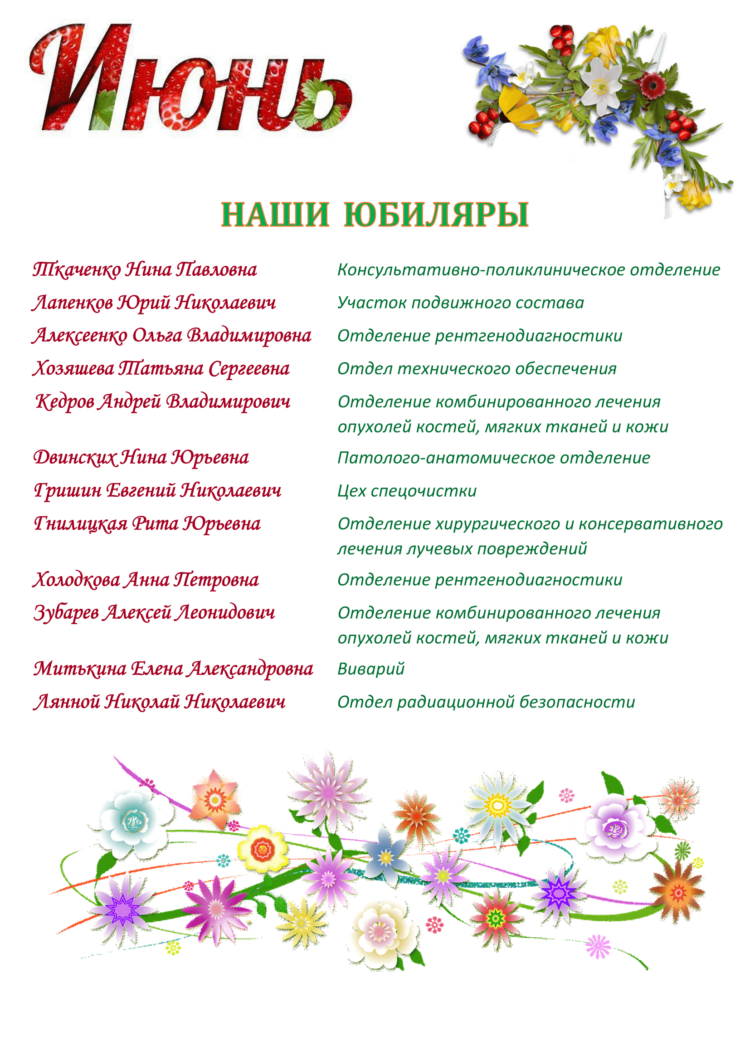 Июнь
НАШИ ЮБИЛЯРЫ
Ткаченко Нина Павловна Консультативно-поликлиническое отделение
Лапенков Юрий Николаевич Участок подвижного состава
Алексеенко Ольга Владимировна Отделение рентгенодиагностики
Хозяшева Татьяна Сергеевна Отдел технического обеспечения
Кедров Андрей Владимирович Отделение комбинированного лечения
опухолей костей, мягких тканей и кожи
Двинских Нина Юрьевна Патолого-анатомическое отделение
Гришин Евгений Николаевич Цех спецочистки
Гнилицкая Рита Юрьевна Отделение хирургического и консервативного
лечения лучевых повреждений
Холодкова Анна Петровна Отделение рентгенодиагностики
Зубарев Алексей Леонидович Отделение комбинированного лечения
опухолей костей, мягких тканей и кожи
Митькина Елена Александровна Виварий
Лянной Николай Николаевич Отдел радиационной безопасности